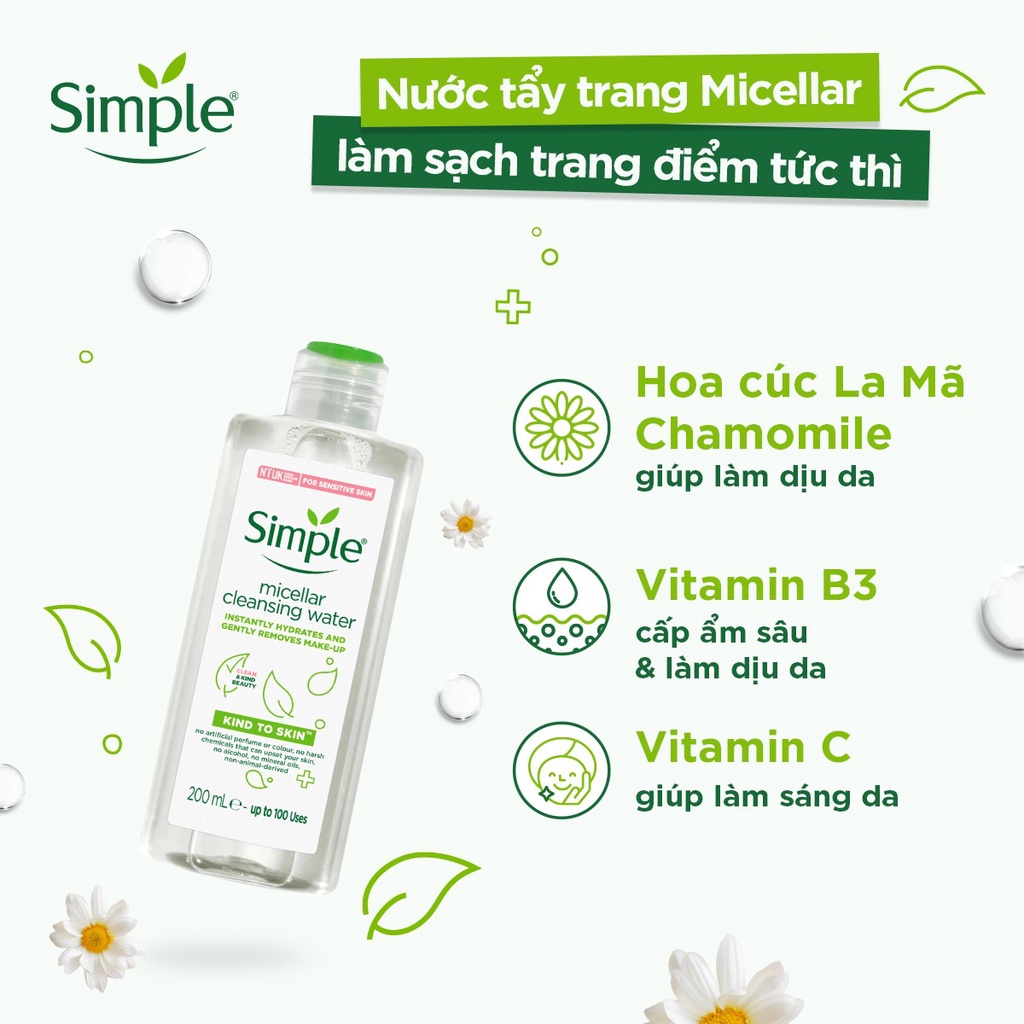 Simple®
Nước tẩy trang Micellar
làm sạch trang điểm tức thì
Hoa cúc La Mã
Chamomile
giúp làm dịu da
Vitamin B3
cấp ẩm sâu
& làm dịu da
Vitamin C
giúp làm sáng da
NTUK
FOR SENSITIVE SKIN
Simple®
micellar
cleansing water
INSTANTLY HYDRATES AND
GENTLY REMOVES MAKE-UP
CLEAN
& KIND
BEAUTY
KIND TO SKIN™
no artificial perfume or colour, no harsh
chemicals that can upset your skin,
no alcohol, no mineral oils,
non-animal-derived
200 mL e - up to 100 Uses